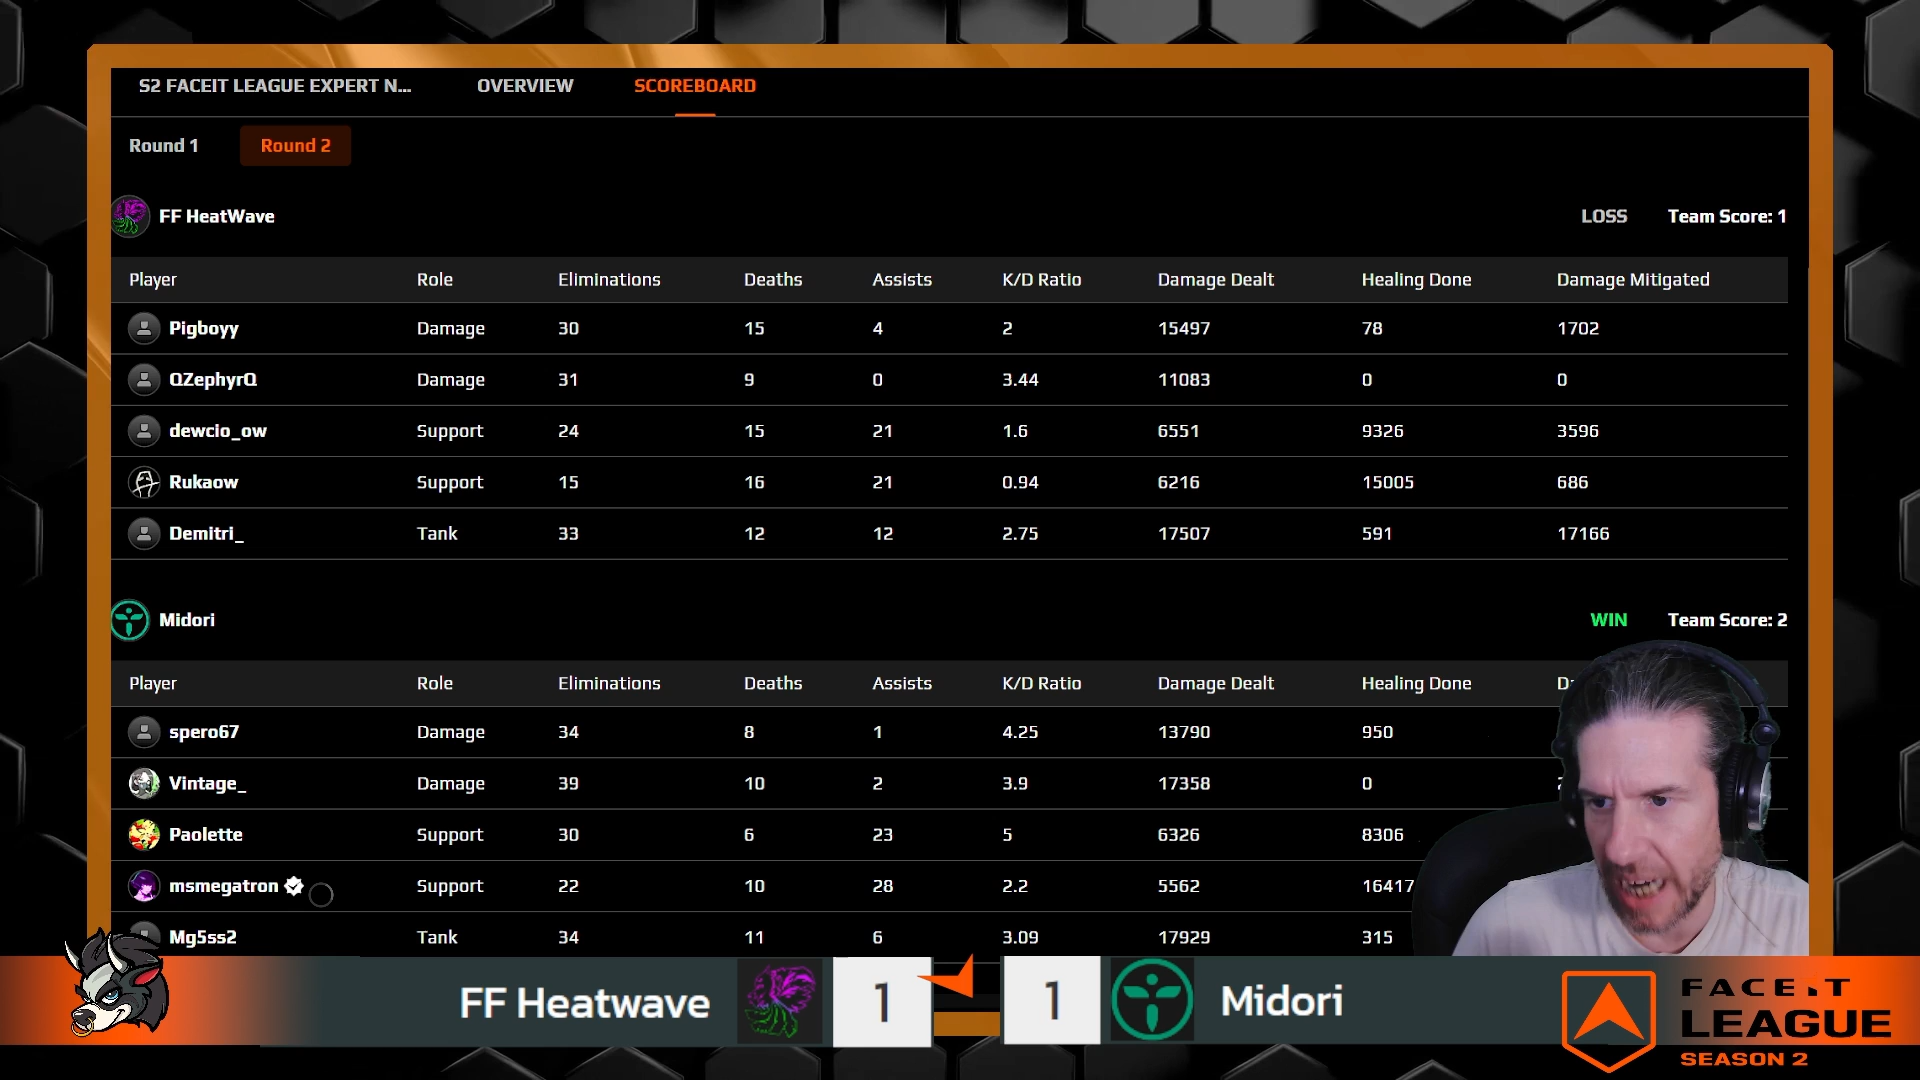 S2 FACEIT LEAGUE EXPERT N... OVERVIEW SCOREBOARD
Round 1 Round 2
FF HeatWave LOSS Team Score: 1
Player Role Eliminations Deaths Assists K/D Ratio Damage Dealt Healing Done Damage Mitigated
Pigboyy Damage 30 15 4 2 15497 78 1702
QZephyrQ Damage 31 9 0 3.44 11083 0 0
dewcio_ow Support 24 15 21 1.6 6551 9326 3596
Rukaow Support 15 16 21 0.94 6216 15005 686
Demitri_ Tank 33 12 12 2.75 17507 591 17166
Midori WIN Team Score: 2
Player Role Eliminations Deaths Assists K/D Ratio Damage Dealt Healing Done
spero67 Damage 34 8 1 4.25 13790 950
Vintage_ Damage 39 10 2 3.9 17358 0
Paolette Support 30 6 23 5 6326 8306
msmegatron Support 22 10 28 2.2 5562 16417
Mg5ss2 Tank 34 11 6 3.09 17929 315
FF Heatwave 1 1 Midori
FACEIT
LEAGUE
SEASON 2